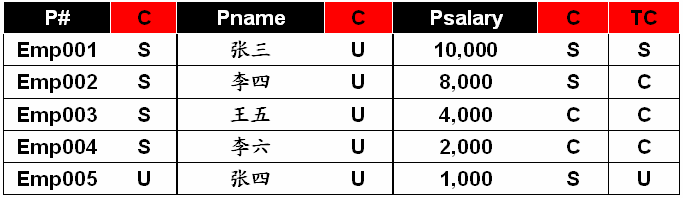 P# C Pname C Psalary C TC
Emp001 S 张三 U 10,000 S S
Emp002 S 李四 U 8,000 S C
Emp003 S 王五 U 4,000 C C
Emp004 S 李六 U 2,000 C C
Emp005 U 张四 U 1,000 S U